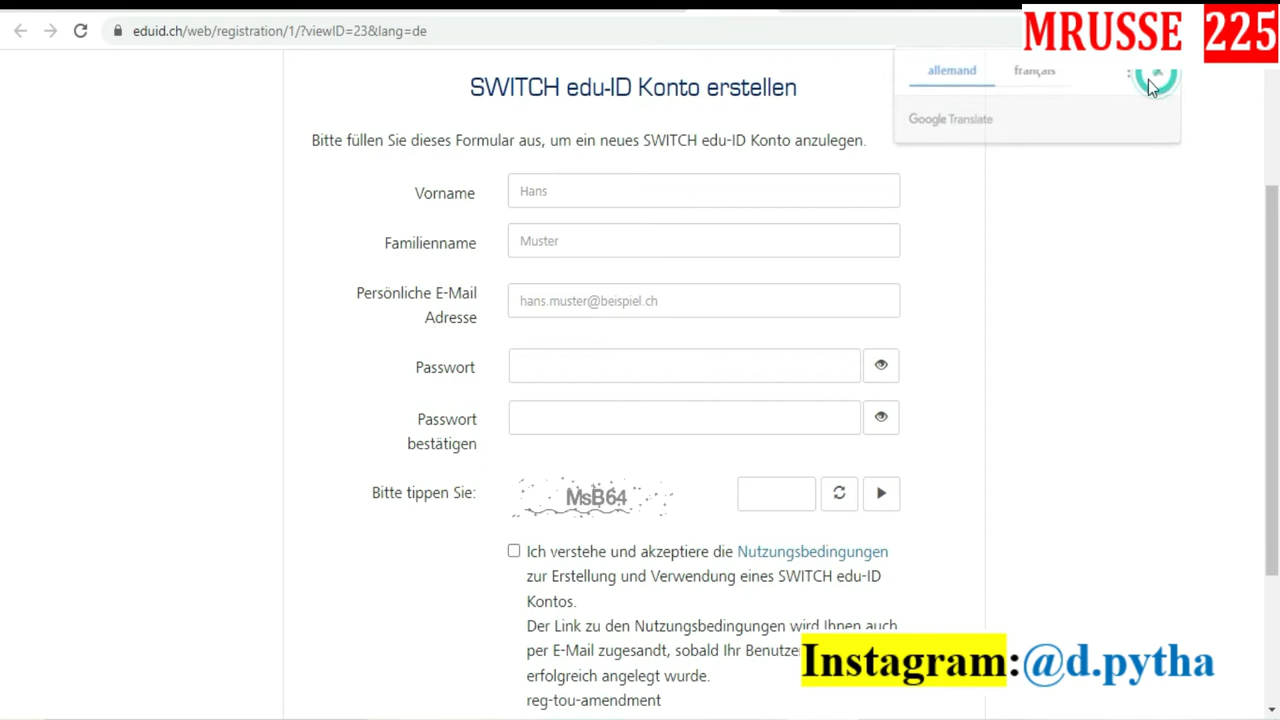 eduid.ch/web/registration/1/?viewID=23&lang=de
MRUSSE 225
allemand français
Google Translate
SWITCH edu-ID Konto erstellen
Bitte füllen Sie dieses Formular aus, um ein neues SWITCH edu-ID Konto anzulegen.
Vorname Hans
Familienname Muster
Persönliche E-Mail hans.muster@beispiel.ch
Adresse
Passwort
Passwort
bestätigen
Bitte tippen Sie: MsB64
Ich verstehe und akzeptiere die Nutzungsbedingungen
zur Erstellung und Verwendung eines SWITCH edu-ID
Kontos.
Der Link zu den Nutzungsbedingungen wird Ihnen auch
per E-Mail zugesandt, sobald Ihr
erfolgreich angelegt wurde.
reg-tou-amendment
Instagram:@d.pytha